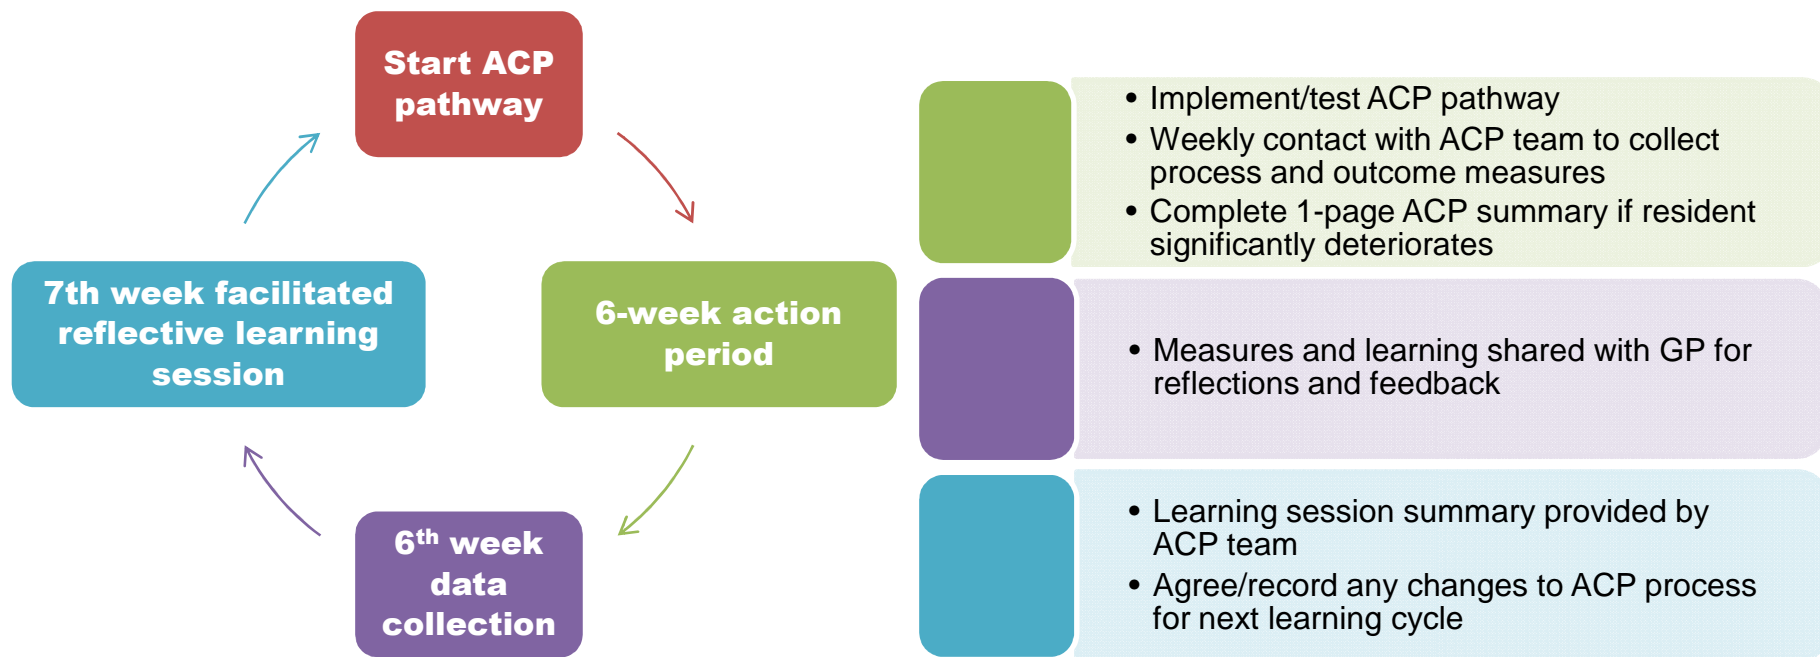 Start ACP
pathway
6-week action
period
6th week
data
collection
7th week facilitated
reflective learning
session
• Implement/test ACP pathway
• Weekly contact with ACP team to collect
process and outcome measures
• Complete 1-page ACP summary if resident
significantly deteriorates
• Measures and learning shared with GP for
reflections and feedback
• Learning session summary provided by
ACP team
• Agree/record any changes to ACP process
for next learning cycle